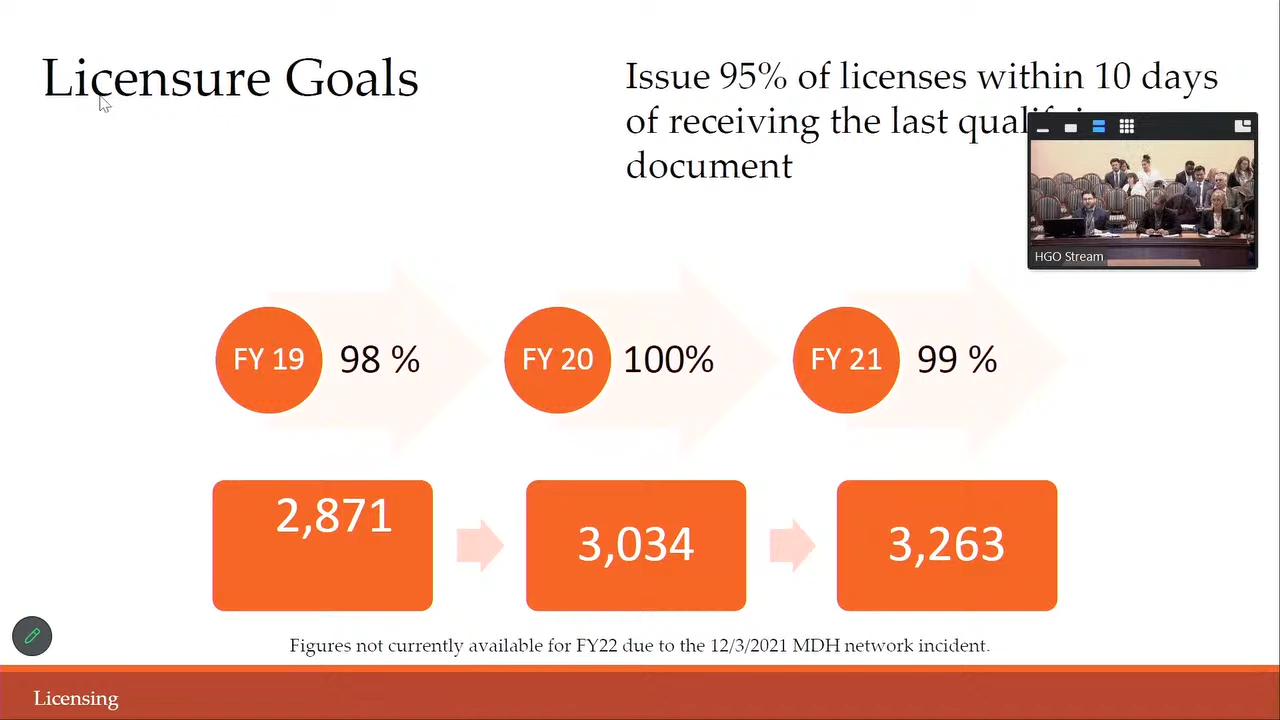 Licensure Goals
Issue 95% of licenses within 10 days
of receiving the last
document
HGO Stream
FY 19
98 %
FY 20
100%
FY 21
99 %
2,871
3,034
3,263
Figures not currently available for FY22 due to the 12/3/2021 MDH network incident.
Licensing